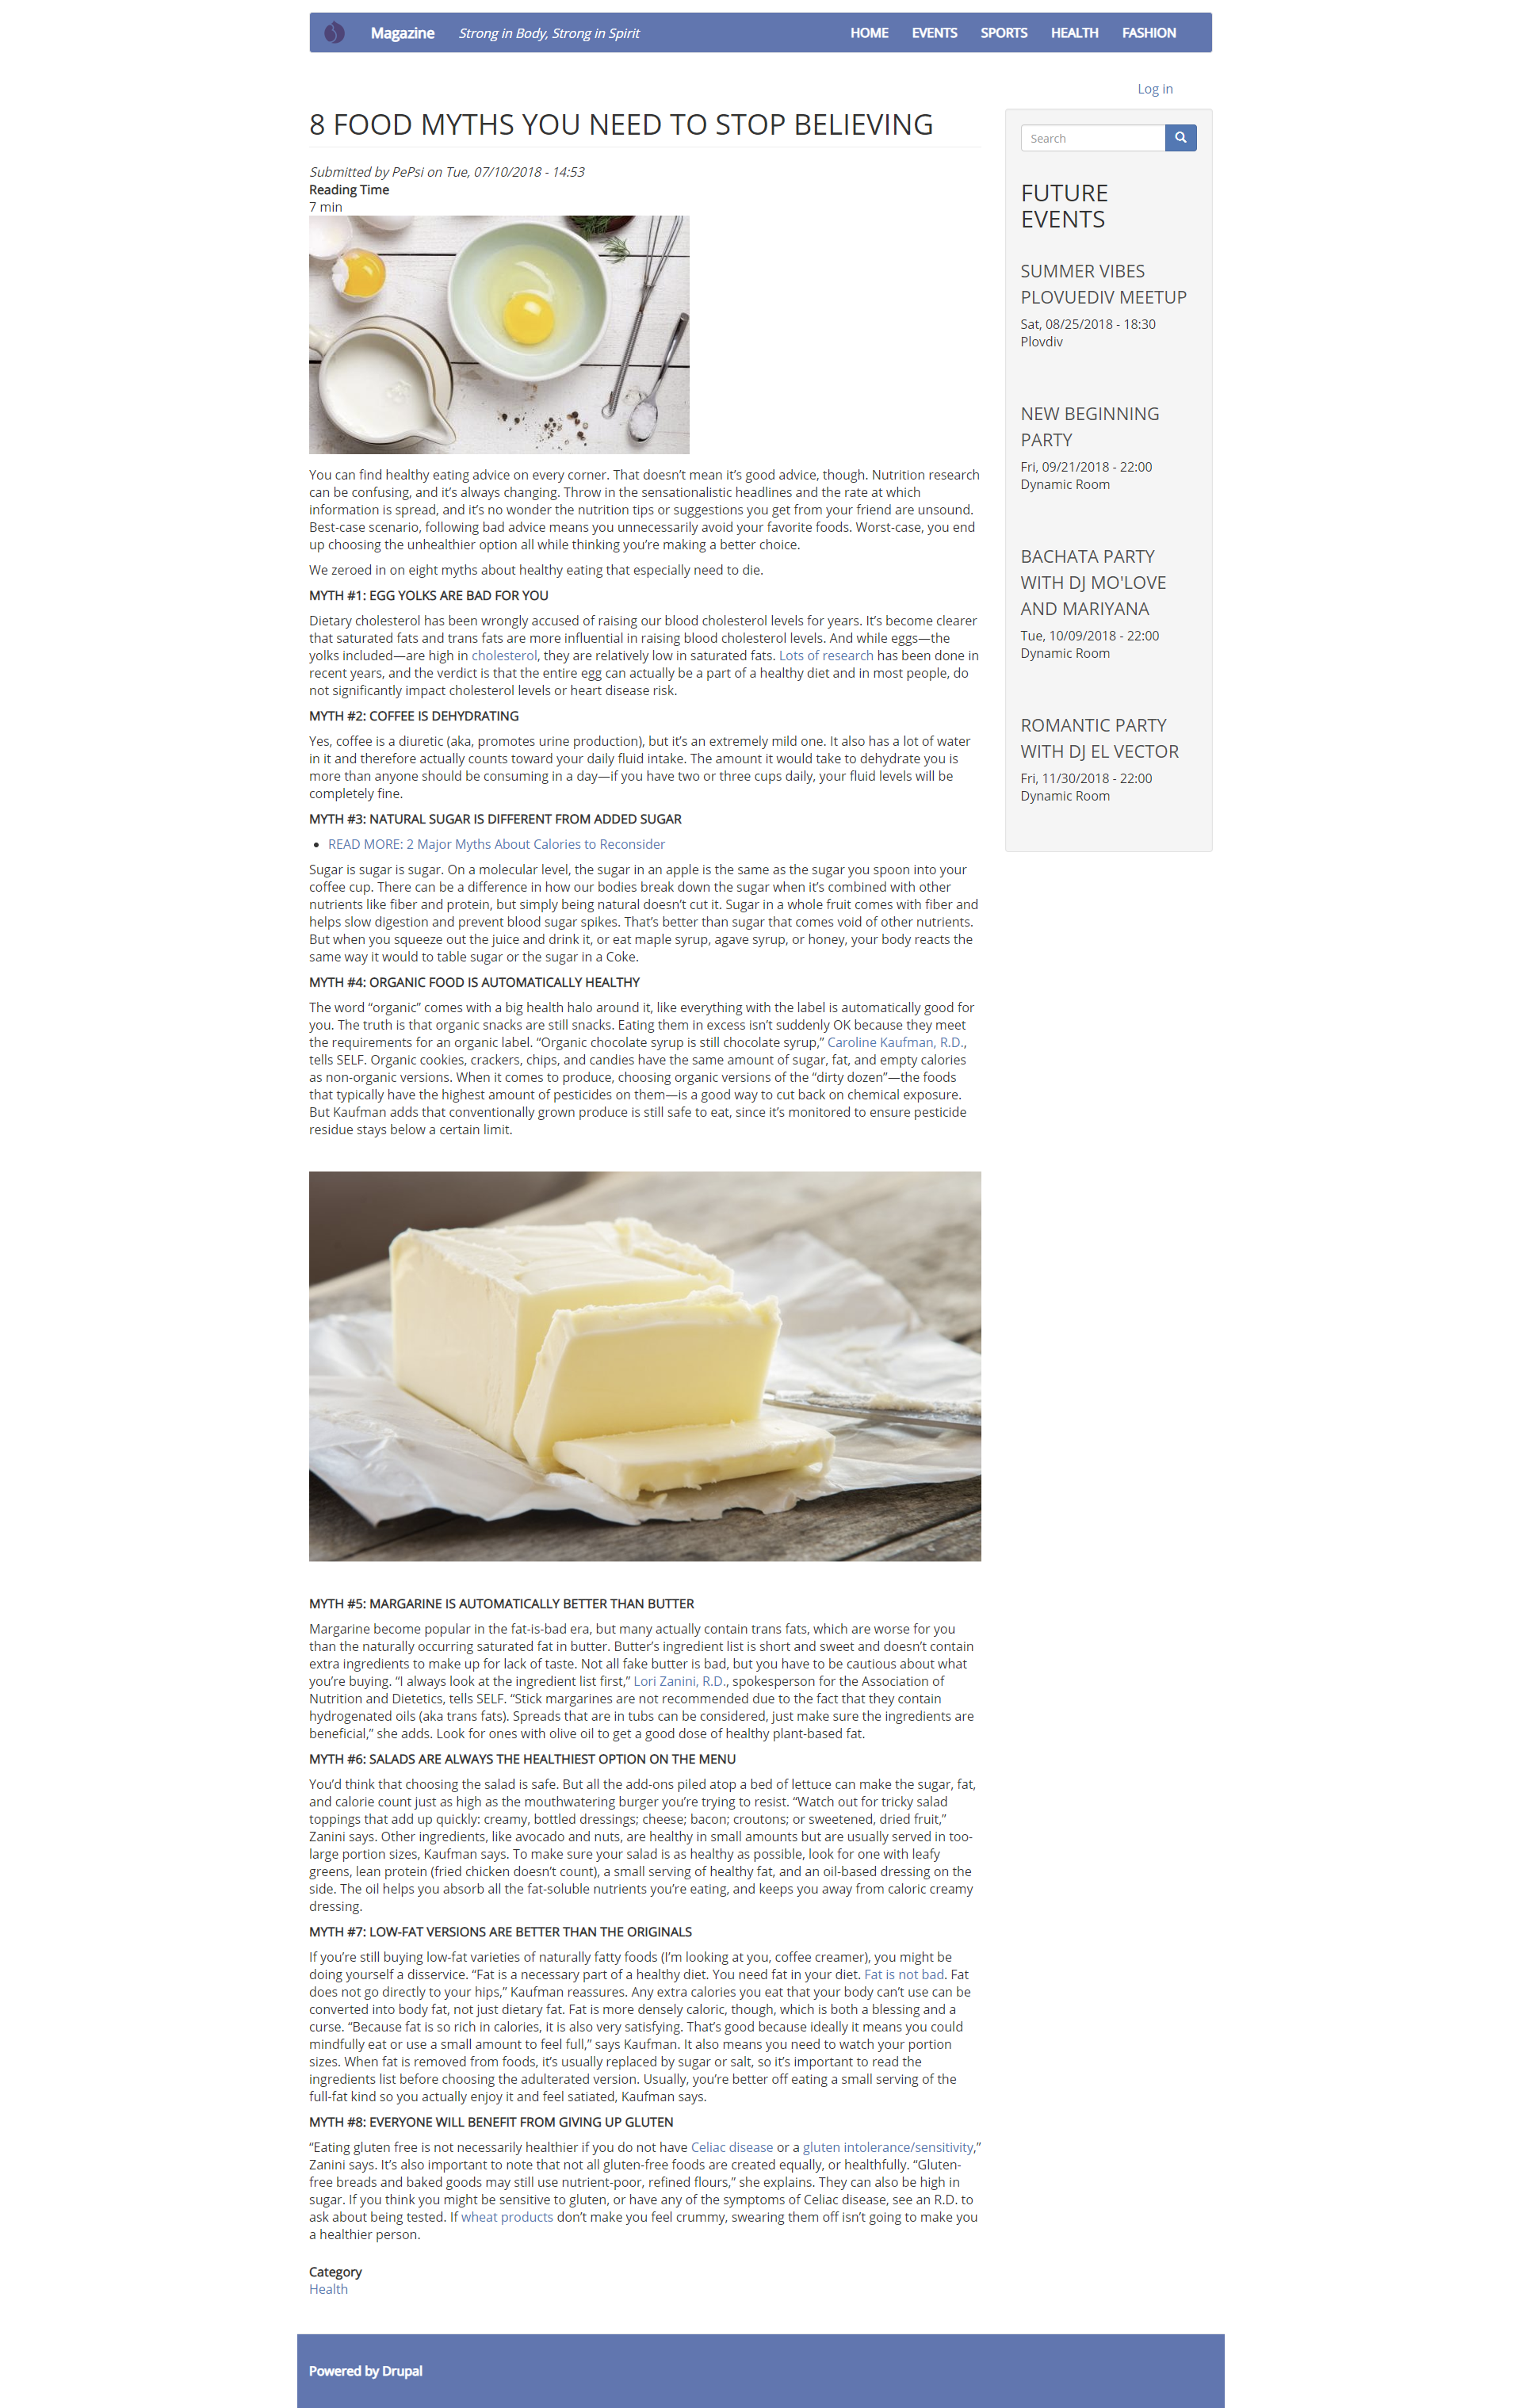 Magazine
Strong in Body, Strong in Spirit
HOME
EVENTS
SPORTS
HEALTH
FASHION
Log in
8 FOOD MYTHS YOU NEED TO STOP BELIEVING
Submitted by PePsi on Tue, 07/10/2018 - 14:53
Reading Time
7 min
You can find healthy eating advice on every corner. That doesn’t mean it’s good advice, though. Nutrition research
can be confusing, and it’s always changing. Throw in the sensationalistic headlines and the rate at which
information is spread, and it’s no wonder the nutrition tips or suggestions you get from your friend are unsound.
Best-case scenario, following bad advice means you unnecessarily avoid your favorite foods. Worst-case, you end
up choosing the unhealthier option all while thinking you’re making a better choice.
We zeroed in on eight myths about healthy eating that especially need to die.
MYTH #1: EGG YOLKS ARE BAD FOR YOU
Dietary cholesterol has been wrongly accused of raising our blood cholesterol levels for years. It’s become clearer
that saturated fats and trans fats are more influential in raising blood cholesterol levels. And while eggs—the
yolks included—are high in cholesterol, they are relatively low in saturated fats. Lots of research has been done in
recent years, and the verdict is that the entire egg can actually be a part of a healthy diet and in most people, do
not significantly impact cholesterol levels or heart disease risk.
MYTH #2: COFFEE IS DEHYDRATING
Yes, coffee is a diuretic (aka, promotes urine production), but it’s an extremely mild one. It also has a lot of water
in it and therefore actually counts toward your daily fluid intake. The amount it would take to dehydrate you is
more than anyone should be consuming in a day—if you have two or three cups daily, your fluid levels will be
completely fine.
MYTH #3: NATURAL SUGAR IS DIFFERENT FROM ADDED SUGAR
• READ MORE: 2 Major Myths About Calories to Reconsider
Sugar is sugar is sugar. On a molecular level, the sugar in an apple is the same as the sugar you spoon into your
coffee cup. There can be a difference in how our bodies break down the sugar when it’s combined with other
nutrients like fiber and protein, but simply being natural doesn’t cut it. Sugar in a whole fruit comes with fiber and
helps slow digestion and prevent blood sugar spikes. That’s better than sugar that comes void of other nutrients.
But when you squeeze out the juice and drink it, or eat maple syrup, agave syrup, or honey, your body reacts the
same way it would to table sugar or the sugar in a Coke.
MYTH #4: ORGANIC FOOD IS AUTOMATICALLY HEALTHY
The word “organic” comes with a big health halo around it, like everything with the label is automatically good for
you. The truth is that organic snacks are still snacks. Eating them in excess isn’t suddenly OK because they meet
the requirements for an organic label. “Organic chocolate syrup is still chocolate syrup,” Caroline Kaufman, R.D.,
tells SELF. Organic cookies, crackers, chips, and candies have the same amount of sugar, fat, and empty calories
as non-organic versions. When it comes to produce, choosing organic versions of the “dirty dozen”—the foods
that typically have the highest amount of pesticides on them—is a good way to cut back on chemical exposure.
But Kaufman adds that conventionally grown produce is still safe to eat, since it’s monitored to ensure pesticide
residue stays below a certain limit.
MYTH #5: MARGARINE IS AUTOMATICALLY BETTER THAN BUTTER
Margarine become popular in the fat-is-bad era, but many actually contain trans fats, which are worse for you
than the naturally occurring saturated fat in butter. Butter’s ingredient list is short and sweet and doesn’t contain
extra ingredients to make up for lack of taste. Not all fake butter is bad, but you have to be cautious about what
you’re buying. “I always look at the ingredient list first,” Lori Zanini, R.D., spokesperson for the Association of
Nutrition and Dietetics, tells SELF. “Stick margarines are not recommended due to the fact that they contain
hydrogenated oils (aka trans fats). Spreads that are in tubs can be considered, just make sure the ingredients are
beneficial,” she adds. Look for ones with olive oil to get a good dose of healthy plant-based fat.
MYTH #6: SALADS ARE ALWAYS THE HEALTHIEST OPTION ON THE MENU
You’d think that choosing the salad is safe. But all the add-ons piled atop a bed of lettuce can make the sugar, fat,
and calorie count just as high as the mouthwatering burger you’re trying to resist. “Watch out for tricky salad
toppings that add up quickly: creamy, bottled dressings; cheese; bacon; croutons; or sweetened, dried fruit,”
Zanini says. Other ingredients, like avocado and nuts, are healthy in small amounts but are usually served in too-
large portion sizes, Kaufman says. To make sure your salad is as healthy as possible, look for one with leafy
greens, lean protein (fried chicken doesn’t count), a small serving of healthy fat, and an oil-based dressing on the
side. The oil helps you absorb all the fat-soluble nutrients you’re eating, and keeps you away from caloric creamy
dressing.
MYTH #7: LOW-FAT VERSIONS ARE BETTER THAN THE ORIGINALS
If you’re still buying low-fat varieties of naturally fatty foods (I’m looking at you, coffee creamer), you might be
doing yourself a disservice. “Fat is a necessary part of a healthy diet. You need fat in your diet. Fat is not bad. Fat
does not go directly to your hips,” Kaufman reassures. Any extra calories you eat that your body can’t use can be
converted into body fat, not just dietary fat. Fat is more densely caloric, though, which is both a blessing and a
curse. “Because fat is so rich in calories, it is also very satisfying. That’s good because ideally it means you could
mindfully eat or use a small amount to feel full,” says Kaufman. It also means you need to watch your portion
sizes. When fat is removed from foods, it’s usually replaced by sugar or salt, so it’s important to read the
ingredients list before choosing the adulterated version. Usually, you’re better off eating a small serving of the
full-fat kind so you actually enjoy it and feel satiated, Kaufman says.
MYTH #8: EVERYONE WILL BENEFIT FROM GIVING UP GLUTEN
“Eating gluten free is not necessarily healthier if you do not have Celiac disease or a gluten intolerance/sensitivity,”
Zanini says. It’s also important to note that not all gluten-free foods are created equally, or healthfully. “Gluten-
free breads and baked goods may still use nutrient-poor, refined flours,” she explains. They can also be high in
sugar. If you think you might be sensitive to gluten, or have any of the symptoms of Celiac disease, see an R.D. to
ask about being tested. If wheat products don’t make you feel crummy, swearing them off isn’t going to make you
a healthier person.
Category
Health
Search
FUTURE
EVENTS
SUMMER VIBES
PLOVUEDIV MEETUP
Sat, 08/25/2018 - 18:30
Plovdiv
NEW BEGINNING
PARTY
Fri, 09/21/2018 - 22:00
Dynamic Room
BACHATA PARTY
WITH DJ MO'LOVE
AND MARIYANA
Tue, 10/09/2018 - 22:00
Dynamic Room
ROMANTIC PARTY
WITH DJ EL VECTOR
Fri, 11/30/2018 - 22:00
Dynamic Room
Powered by Drupal